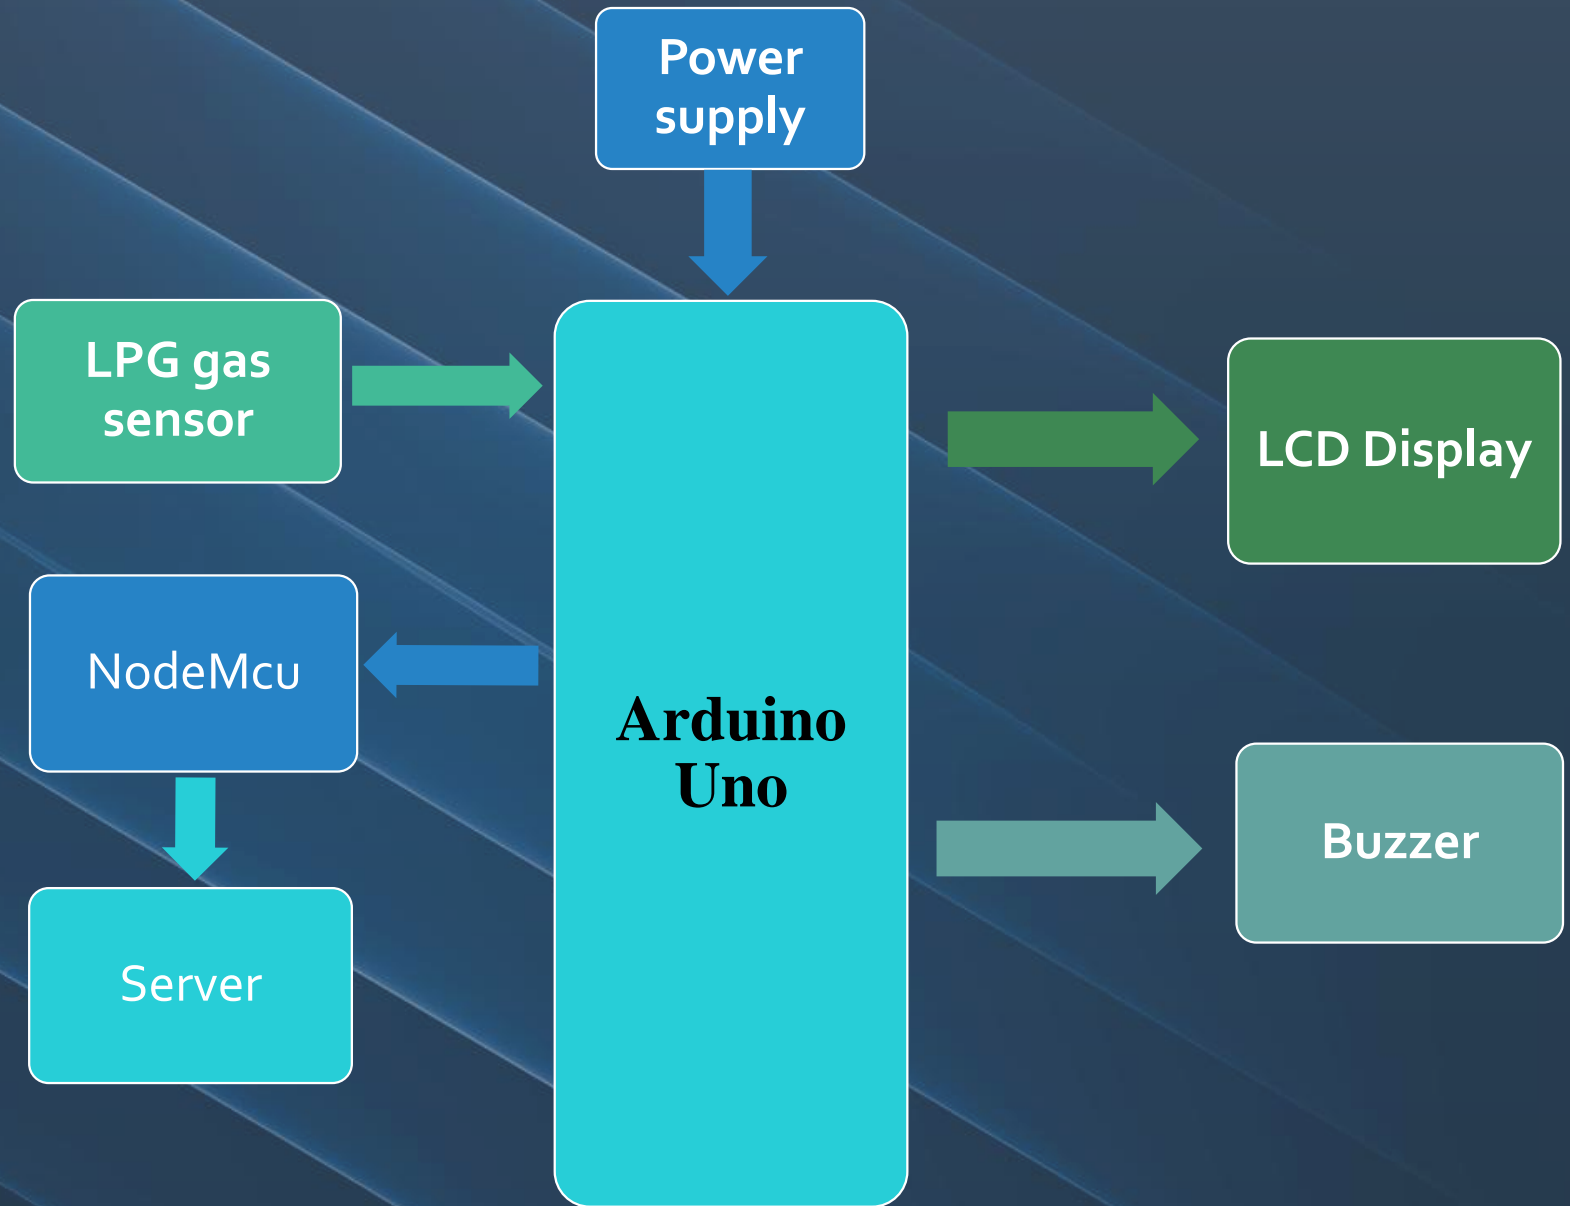 Power
supply
LPG gas
sensor
LCD Display
NodeMcu
Arduino
Uno
Buzzer
Server